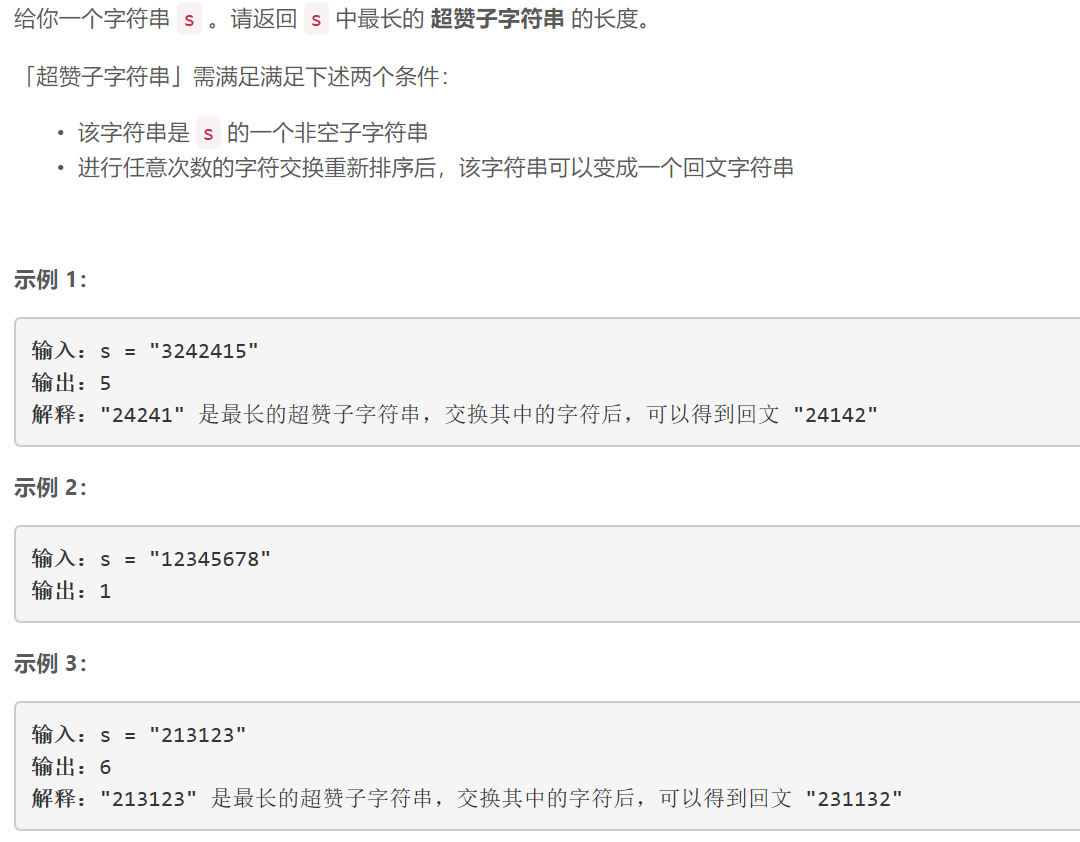 给你一个字符串 s 。请返回 s 中最长的 超赞子字符串 的长度。
「超赞子字符串」需满足满足下述两个条件：
• 该字符串是 s 的一个非空子字符串
• 进行任意次数的字符交换重新排序后，该字符串可以变成一个回文字符串
示例 1：
输入：s = "3242415"
输出：5
解释："24241" 是最长的超赞子字符串，交换其中的字符后，可以得到回文 "24142"
示例 2：
输入：s = "12345678"
输出：1
示例 3：
输入：s = "213123"
输出：6
解释："213123" 是最长的超赞子字符串，交换其中的字符后，可以得到回文 "231132"